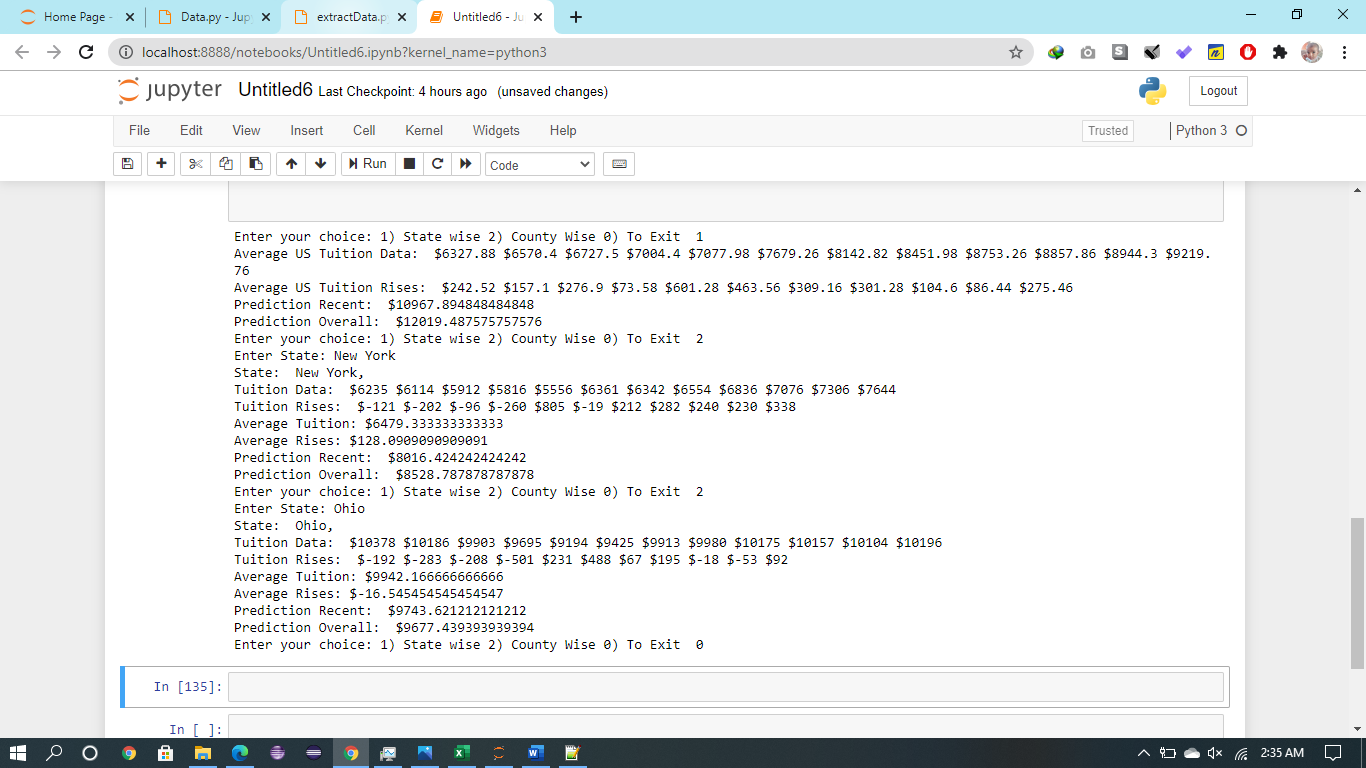 Home Page -
Data.py - Jup
extractData.p
Untitled6 - Ju
localhost:8888/notebooks/Untitled6.ipynb?kernel_name=python3
jupyter Untitled6 Last Checkpoint: 4 hours ago (unsaved changes)
Logout
File Edit View Insert Cell Kernel Widgets Help
Trusted
Python 3
Run
Code
Enter your choice: 1) State wise 2) County Wise 0) To Exit 1
Average US Tuition Data: $6327.88 $6570.4 $6727.5 $7004.4 $7077.98 $7679.26 $8142.82 $8451.98 $8753.26 $8857.86 $8944.3 $9219.
76
Average US Tuition Rises: $242.52 $157.1 $276.9 $73.58 $601.28 $463.56 $309.16 $301.28 $104.6 $86.44 $275.46
Prediction Recent: $10967.894848484848
Prediction Overall: $12019.487575757576
Enter your choice: 1) State wise 2) County Wise 0) To Exit 2
Enter State: New York
State: New York,
Tuition Data: $6235 $6114 $5912 $5816 $5556 $6361 $6342 $6554 $6836 $7076 $7306 $7644
Tuition Rises: $-121 $-202 $-96 $-260 $805 $-19 $212 $282 $240 $230 $338
Average Tuition: $6479.333333333333
Average Rises: $128.0909090909091
Prediction Recent: $8016.424242424242
Prediction Overall: $8528.787878787878
Enter your choice: 1) State wise 2) County Wise 0) To Exit 2
Enter State: Ohio
State: Ohio,
Tuition Data: $10378 $10186 $9903 $9695 $9194 $9425 $9913 $9980 $10175 $10157 $10104 $10196
Tuition Rises: $-192 $-283 $-208 $-501 $231 $488 $67 $195 $-18 $-53 $92
Average Tuition: $9942.166666666666
Average Rises: $-16.545454545454547
Prediction Recent: $9743.621212121212
Prediction Overall: $9677.439393939394
Enter your choice: 1) State wise 2) County Wise 0) To Exit 0
In [135]:
In [ ]:
2:35 AM